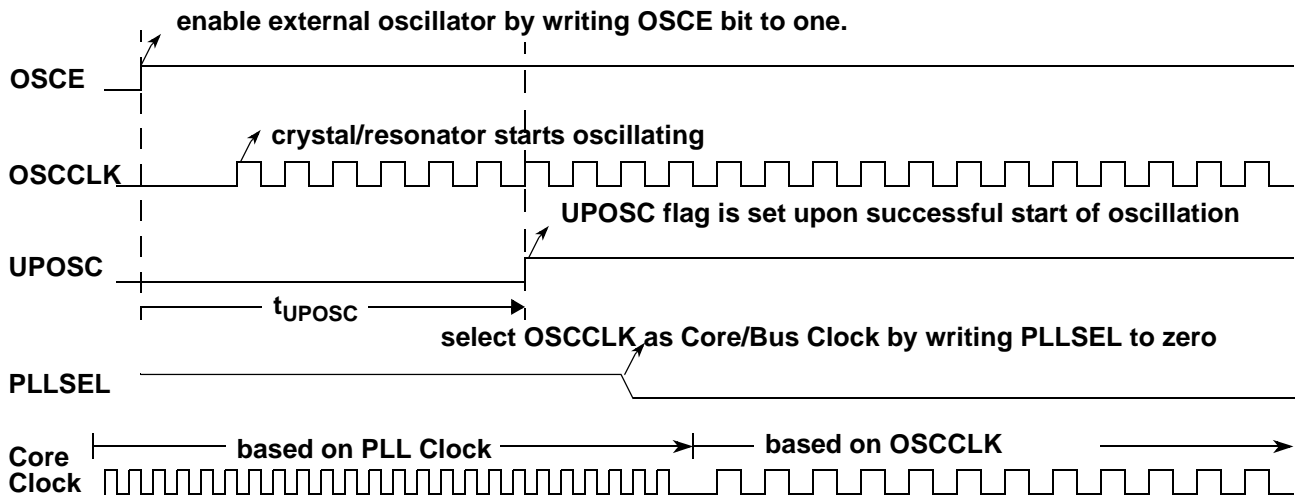 enable external oscillator by writing OSCE bit to one.
OSCE
crystal/resonator starts oscillating
OSCCLK
UPOSC flag is set upon successful start of oscillation
UPOSC
tUPOSC
select OSCCLK as Core/Bus Clock by writing PLLSEL to zero
PLLSEL
based on PLL Clock
based on OSCCLK
Core
Clock